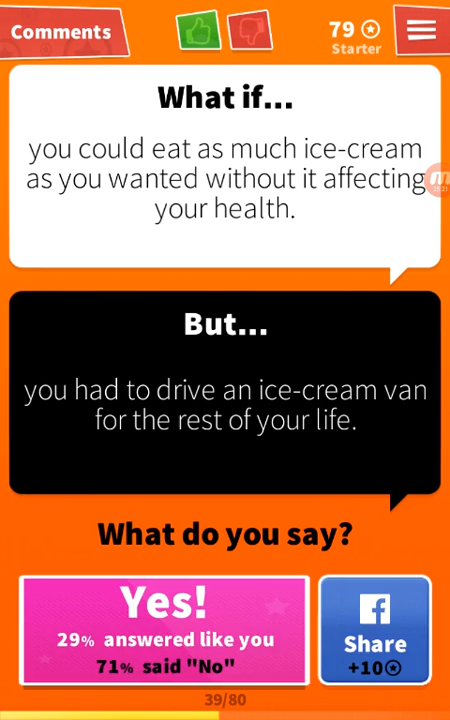 Comments
79
Starter
What if...
you could eat as much ice-cream
as you wanted without it affecting
your health.
But...
you had to drive an ice-cream van
for the rest of your life.
What do you say?
Yes!
29% answered like you
71% said "No"
Share
+10
39/80